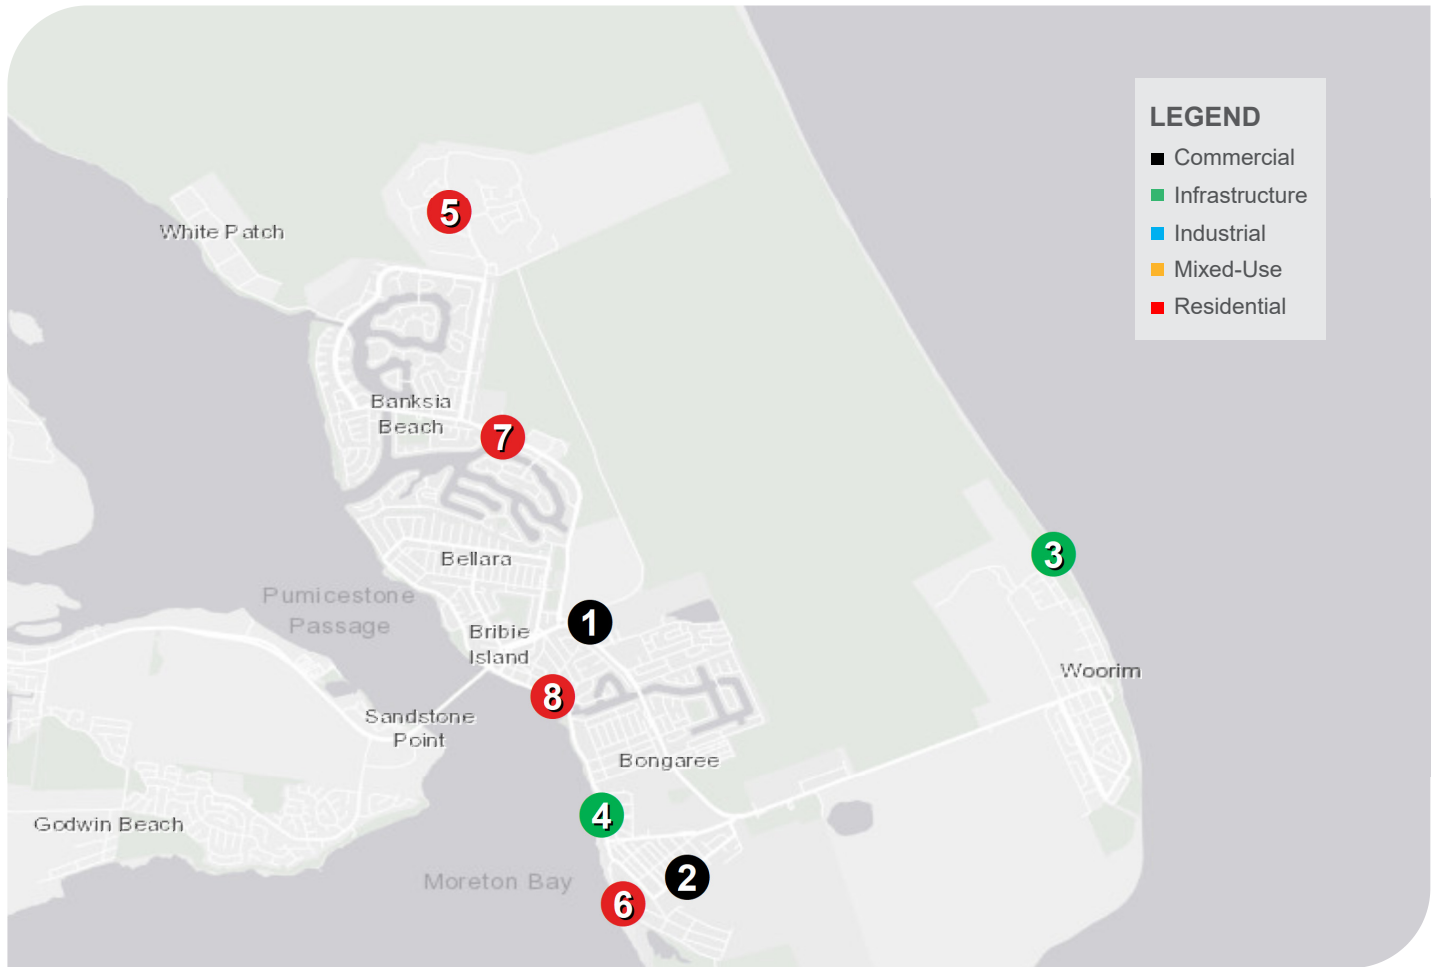 LEGEND
Commercial
Infrastructure
Industrial
Mixed-Use
Residential
5
White Patch
Banksia
Beach
7
Bellara
3
Pumicestone
Passage
1
Bribie
Island
Woorim
8
Sandstone
Point
Bongaree
4
Godwin Beach
2
Moreton Bay
6